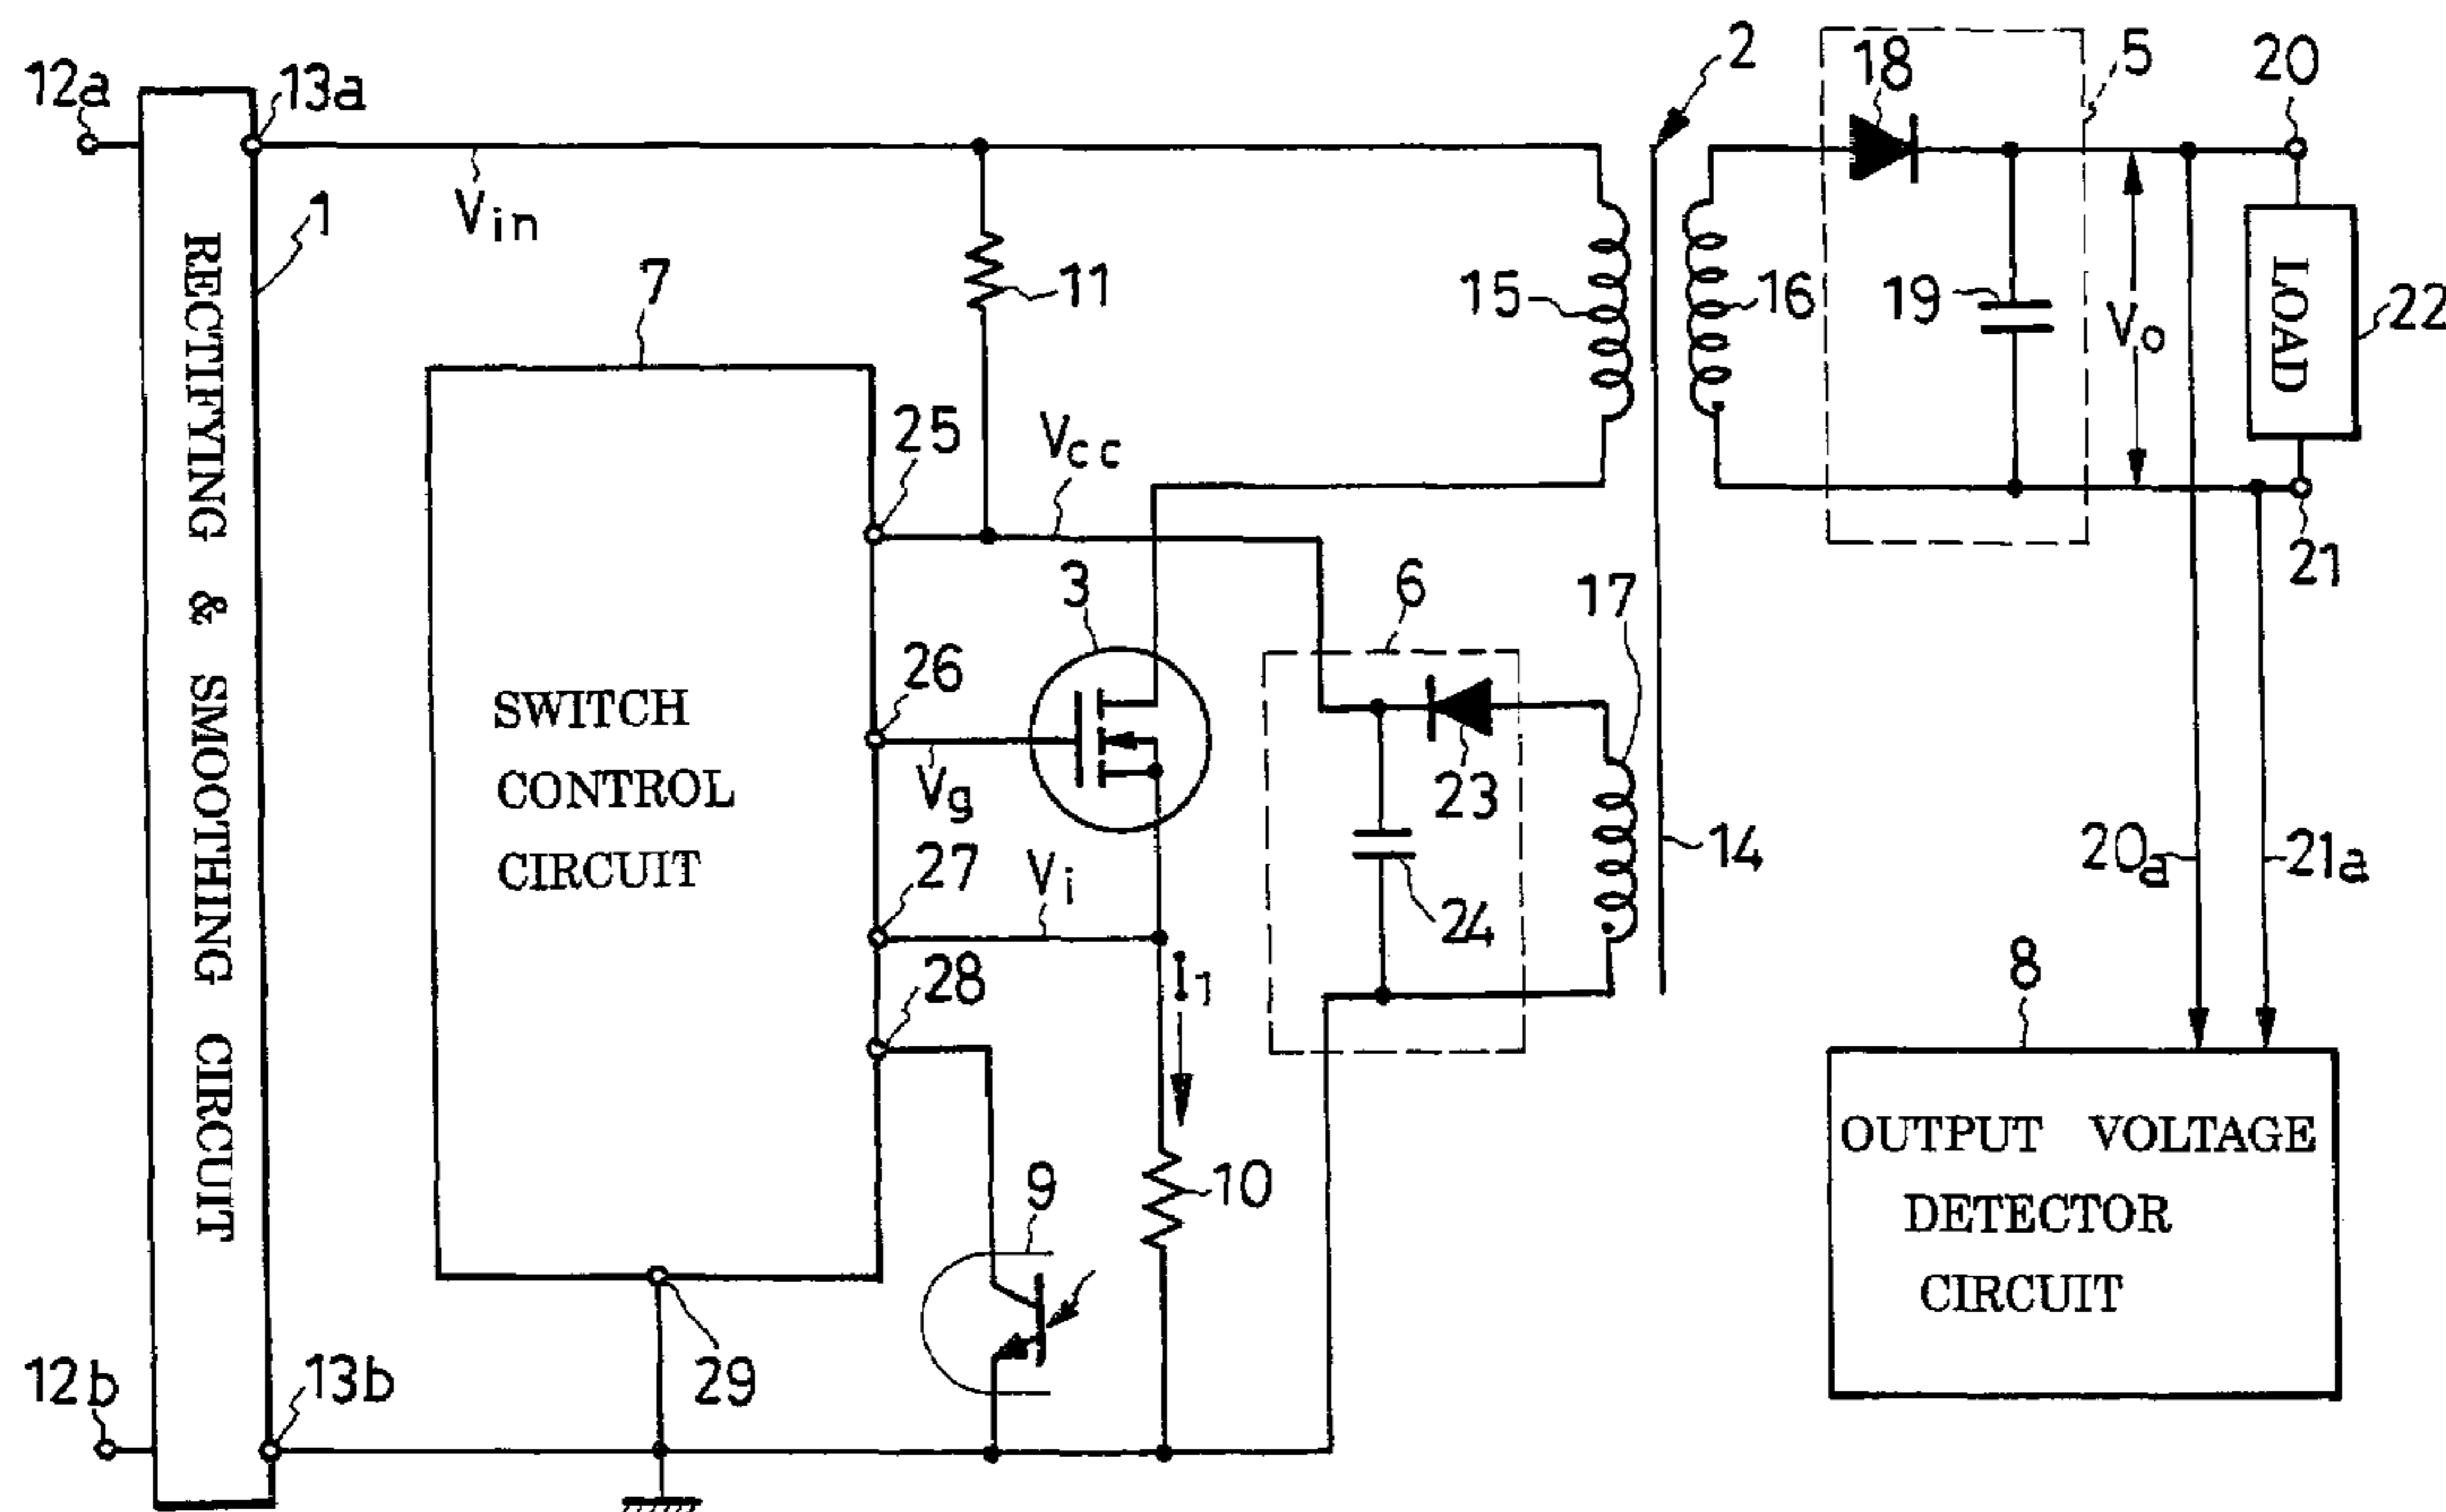 12a
13a
1
RECTIFYING & SMOOTHING CIRCUIT
Vin
7
11
15
2
16
18
5
20
19
Vo
LOAD
22
21
25
Vcc
3
6
17
26
SWITCH
CONTROL
CIRCUIT
Vg
23
27
Vi
24
14
20a
21a
28
I1
8
OUTPUT VOLTAGE
DETECTOR
CIRCUIT
9
10
29
12b
13b